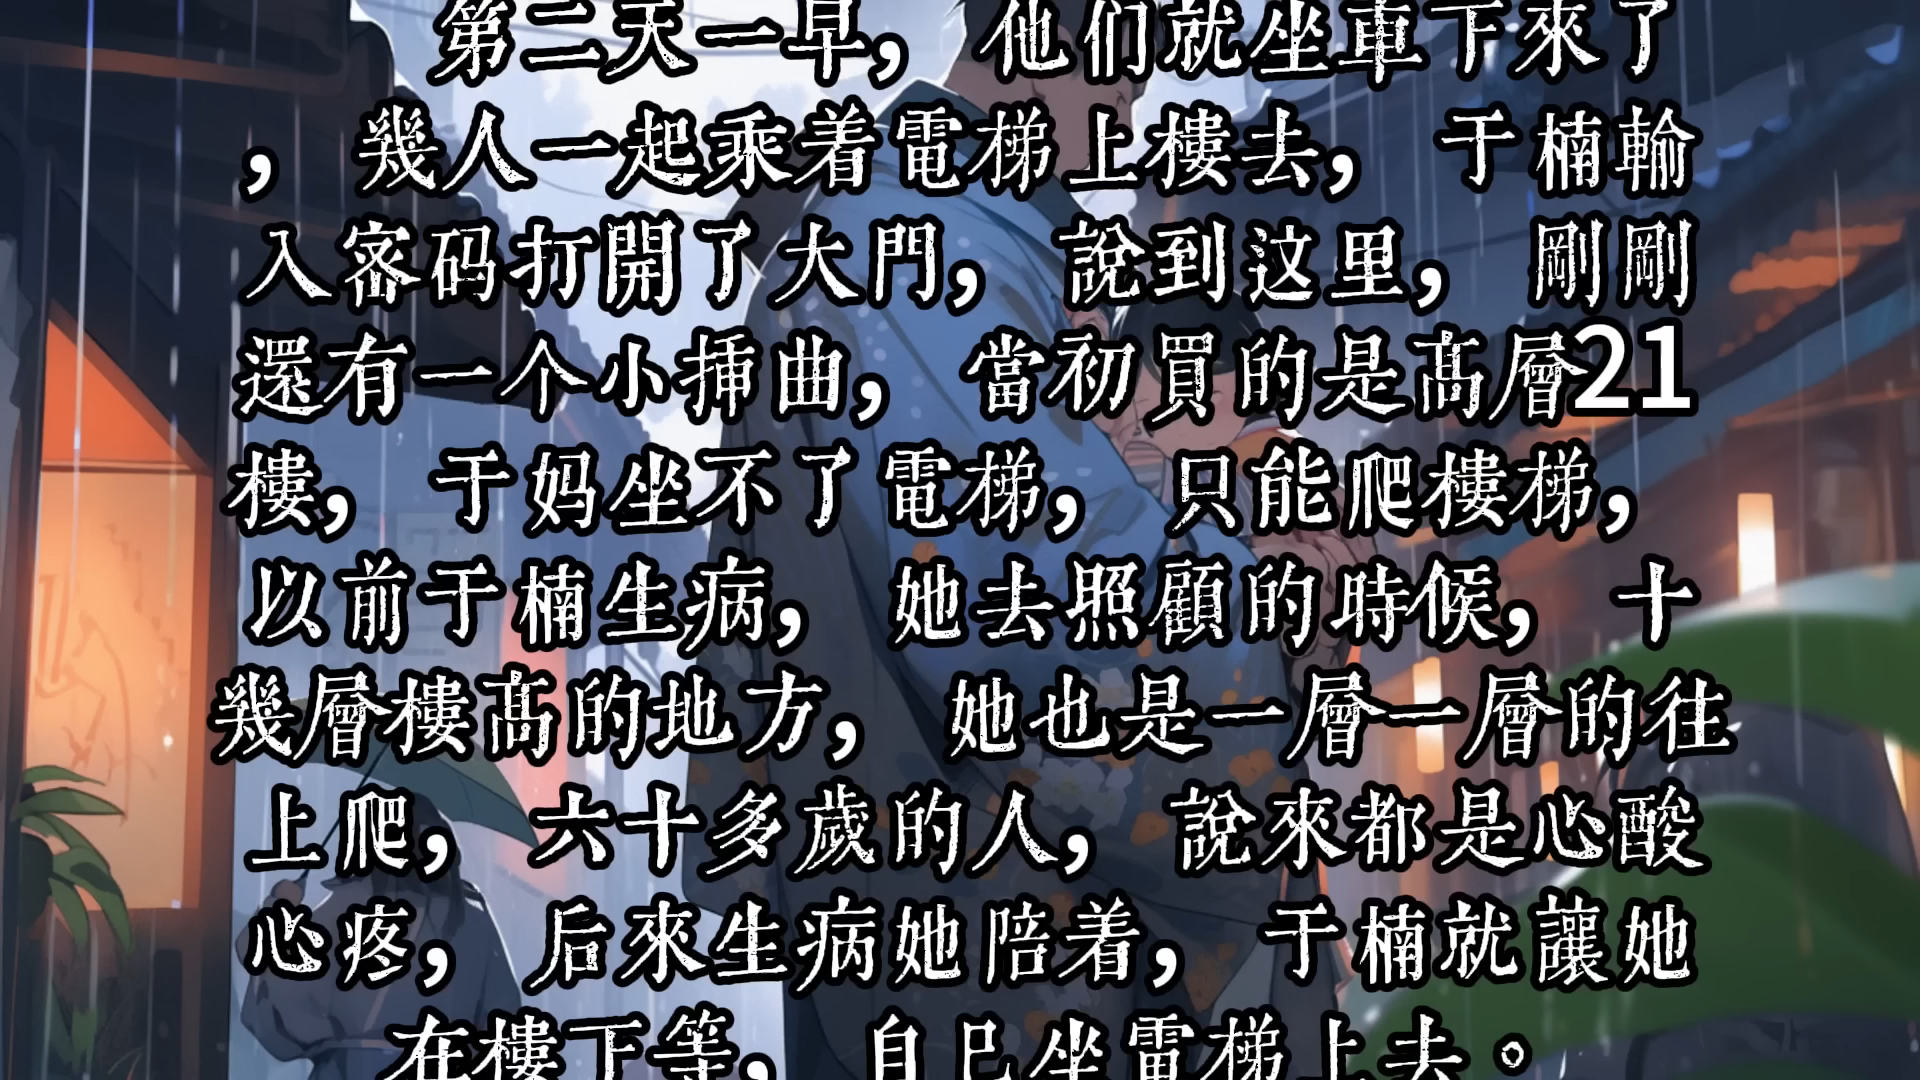 第二天一早，他们就坐車下來了
，幾人一起乘着電梯上樓去，于楠輸
入密码打開了大門，說到这里，剛剛
還有一个小插曲，當初買的是高層21
樓，于妈坐不了電梯，只能爬樓梯，
以前于楠生病，她去照顧的時候，十
幾層樓高的地方，她也是一層一層的往
上爬，六十多歲的人，說來都是心酸
心疼，后來生病她陪着，于楠就讓她
在樓下等，自已坐電梯上去。